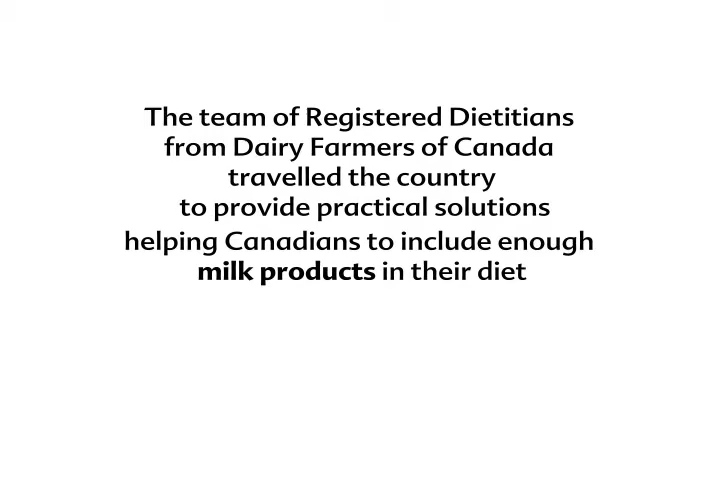 The team of Registered Dietitians
from Dairy Farmers of Canada
travelled the country
to provide practical solutions
helping Canadians to include enough
milk products in their diet